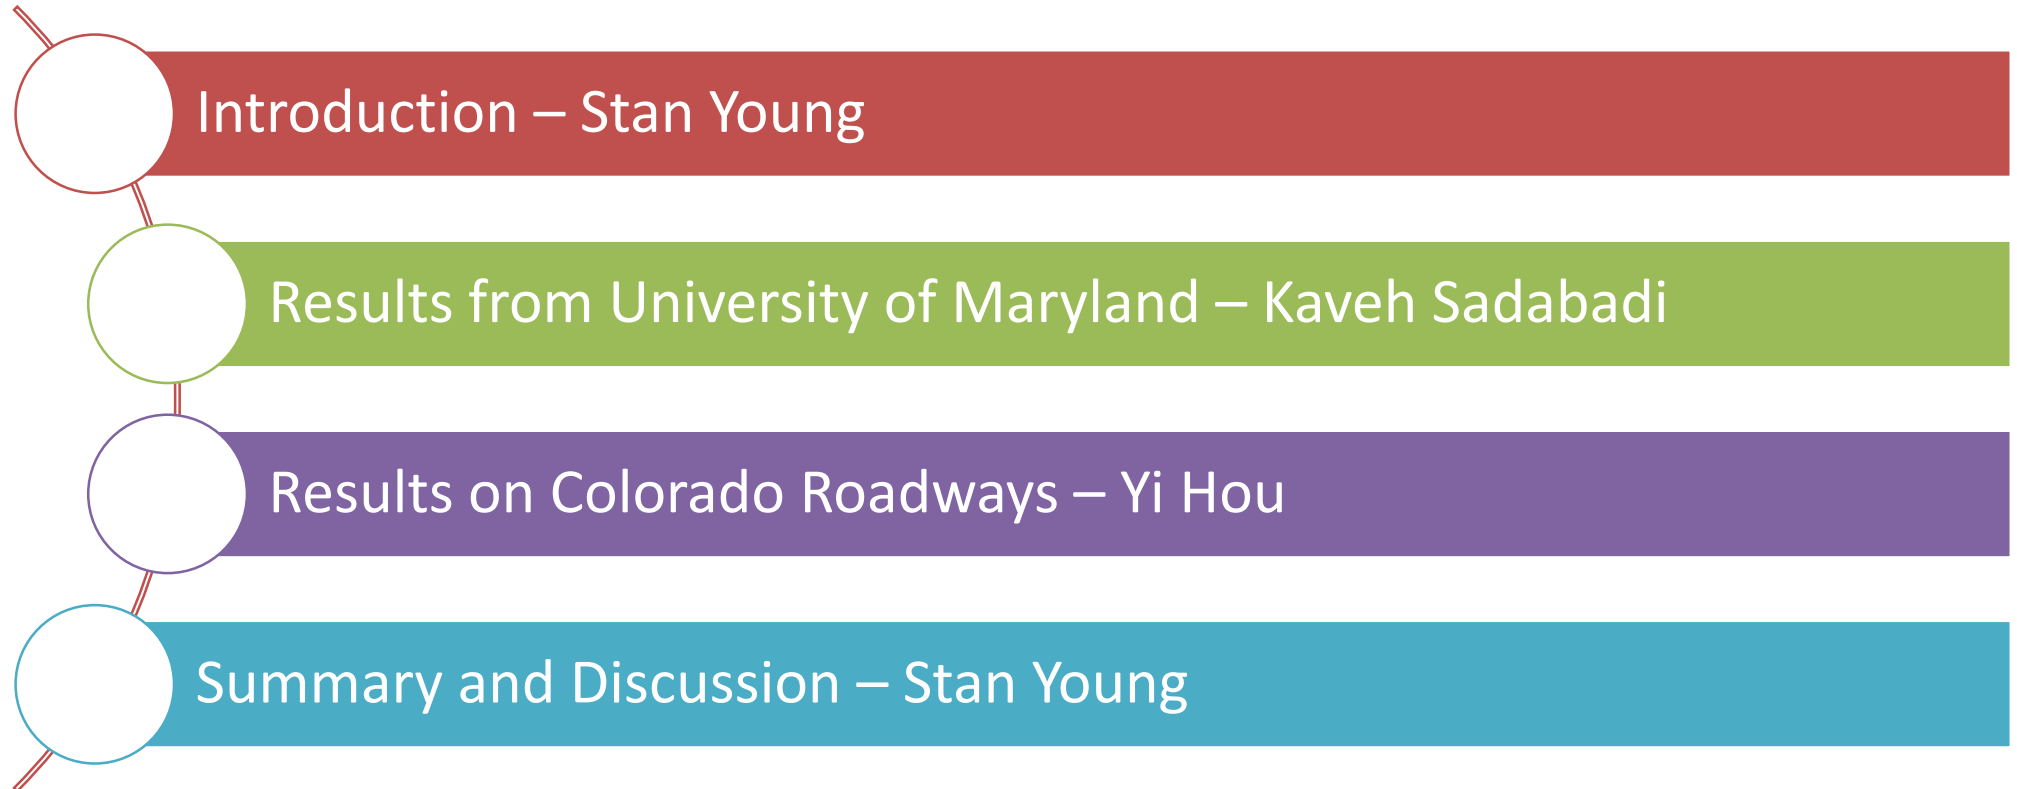 Introduction – Stan Young
Results from University of Maryland – Kaveh Sadabadi
Results on Colorado Roadways – Yi Hou
Summary and Discussion – Stan Young